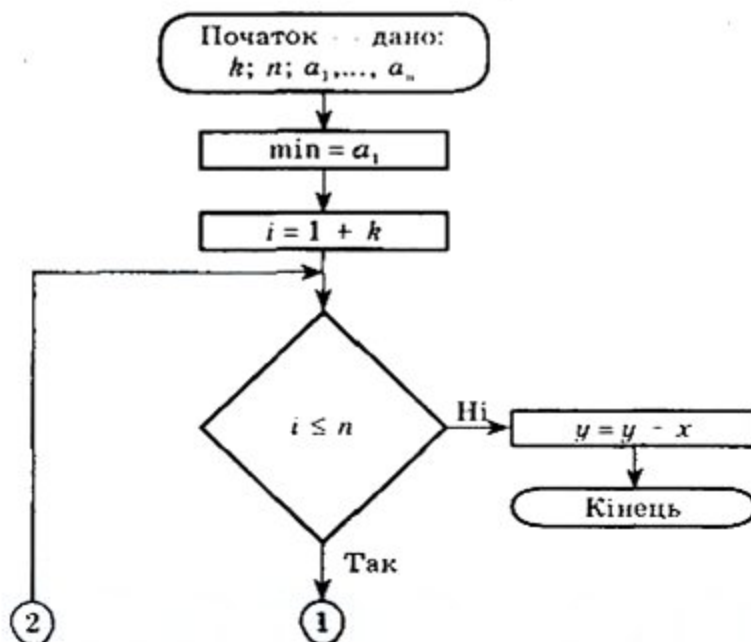 Початок - - дано:
k; n; a₁,..., aₙ
min = a₁
i = 1 + k
i ≤ n
Ні
y = y - x
Кінець
Так
2
1